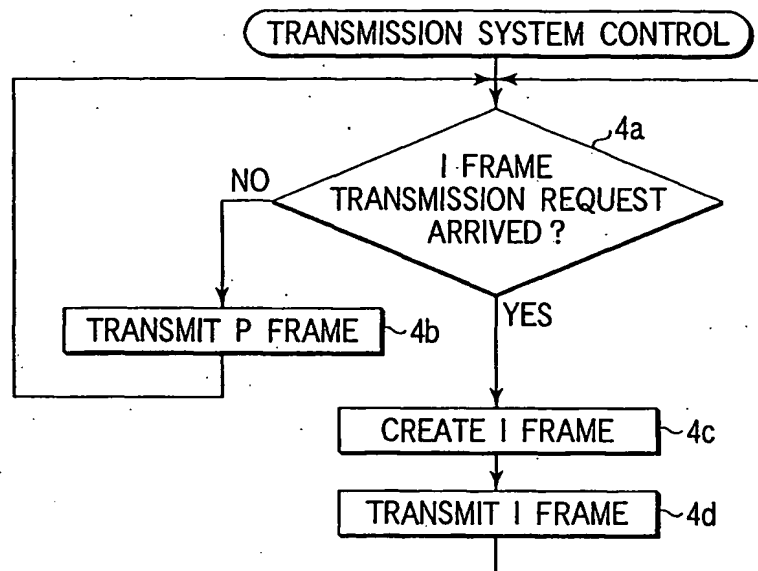 TRANSMISSION SYSTEM CONTROL
4a
I FRAME
TRANSMISSION REQUEST
ARRIVED ?
NO
YES
TRANSMIT P FRAME
4b
CREATE I FRAME
4c
TRANSMIT I FRAME
4d